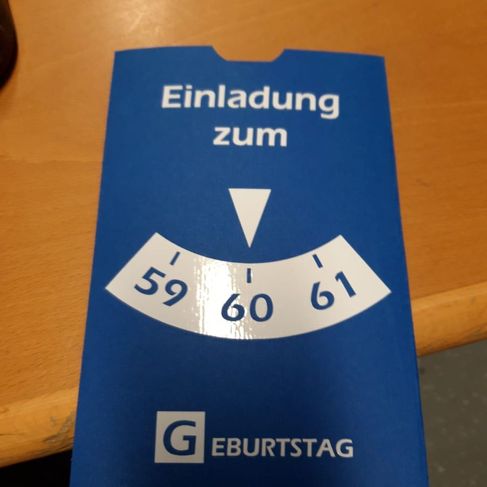 Einladung
zum
59 60 61
GEBURTSTAG